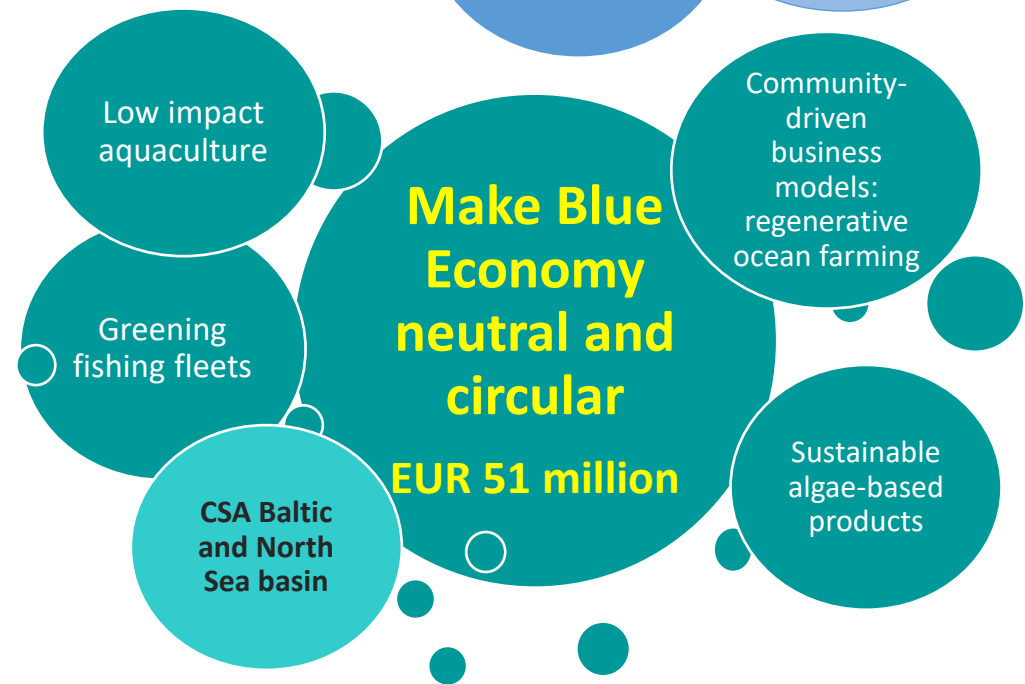 Low impact
aquaculture
Greening
fishing fleets
CSA Baltic
and North
Sea basin
Make Blue
Economy
neutral and
circular
EUR 51 million
Community-
driven
business
models:
regenerative
ocean farming
Sustainable
algae-based
products